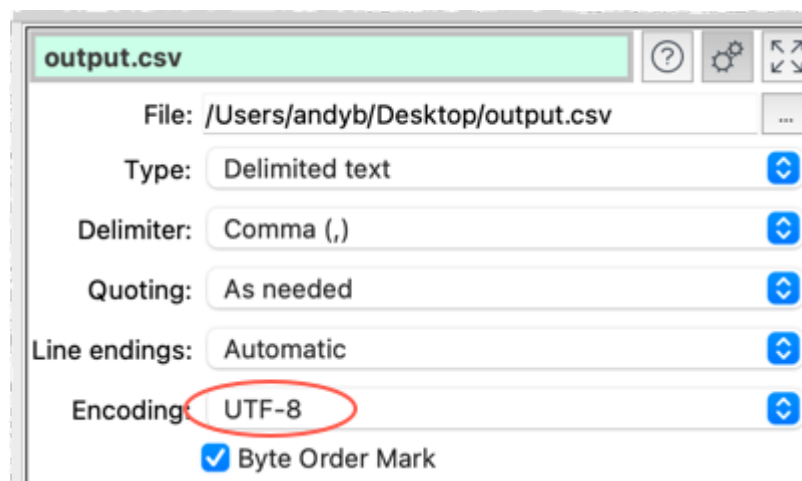 output.csv
File: /Users/andyb/Desktop/output.csv ...
Type: Delimited text
Delimiter: Comma (,)
Quoting: As needed
Line endings: Automatic
Encoding: UTF-8
Byte Order Mark